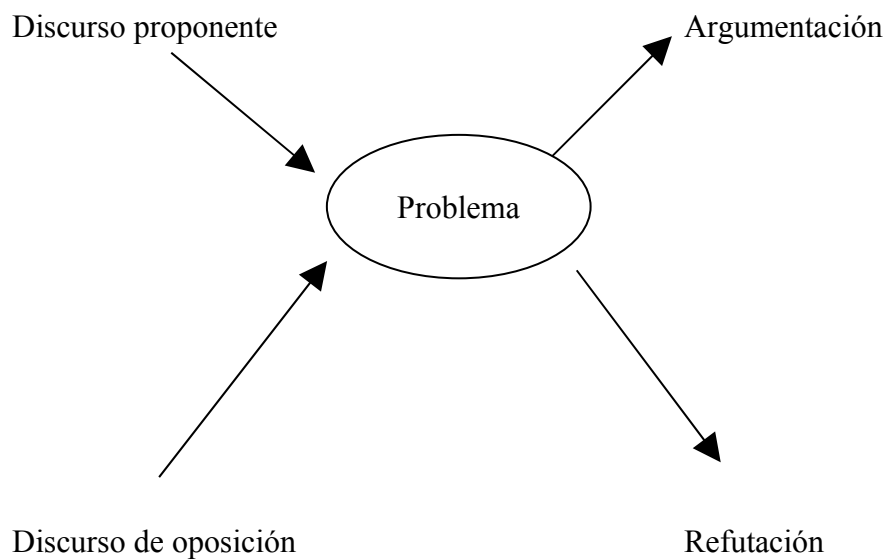 Discurso proponente
Argumentación
Problema
Discurso de oposición
Refutación